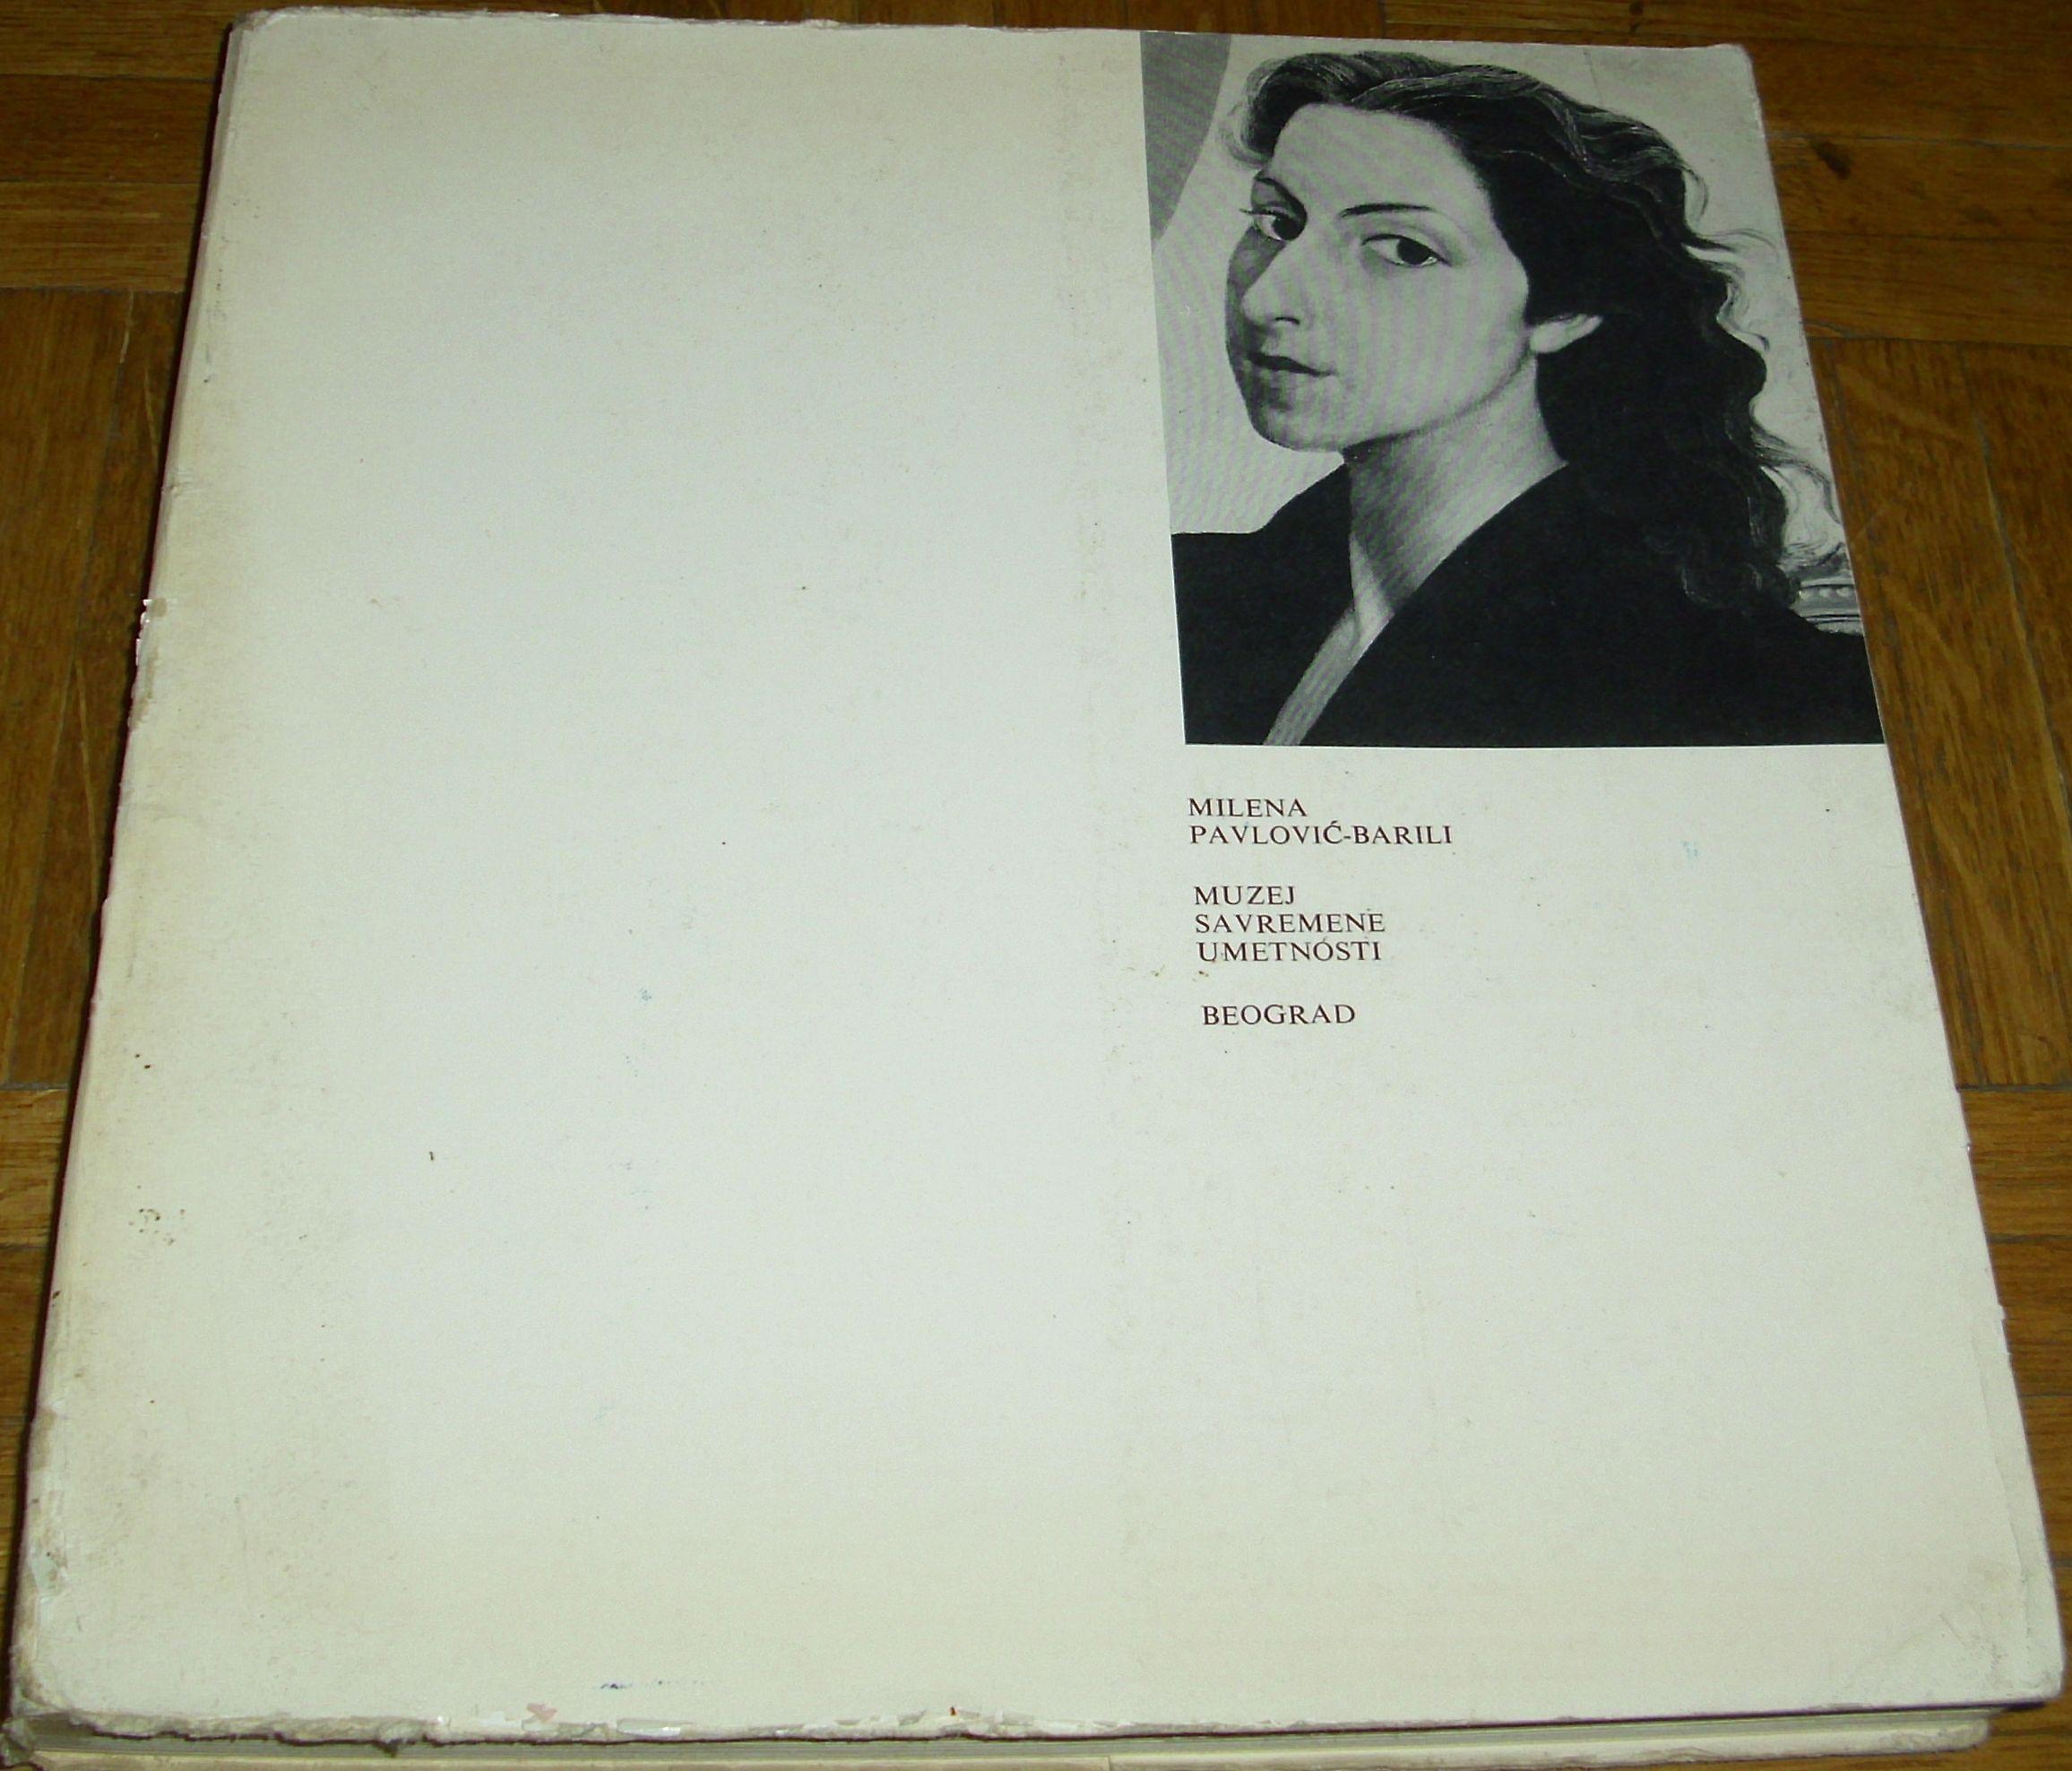 MILENA
PAVLOVIĆ-BARILI
MUZEJ
SAVREMENE
UMETNOSTI
BEOGRAD